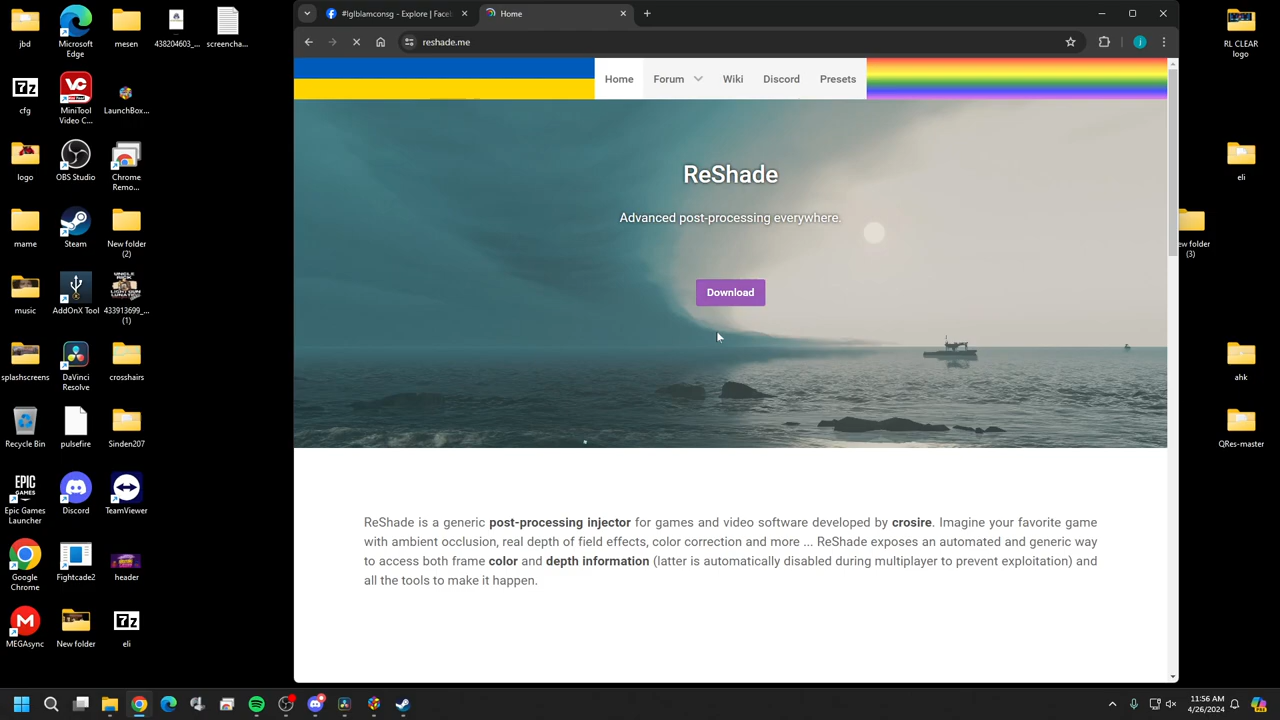 #lglblamconsg - Explore | Facel
Home
reshade.me
Home
Forum
Wiki
Discord
Presets
ReShade
Advanced post-processing everywhere.
Download
ReShade is a generic post-processing injector for games and video software developed by crosire. Imagine your favorite game
with ambient occlusion, real depth of field effects, color correction and more ... ReShade exposes an automated and generic way
to access both frame color and depth information (latter is automatically disabled during multiplayer to prevent exploitation) and
all the tools to make it happen.
jbd
Microsoft
Edge
mesen
438204603_...
screencha...
cfg
MiniTool
Video C...
LaunchBox...
logo
OBS Studio
Chrome
Remo...
mame
Steam
New folder
(2)
music
AddOnX Tool
433913699_...
(1)
splashscreens
DaVinci
Resolve
crosshairs
Recycle Bin
pulsefire
Sinden207
Epic Games
Launcher
Discord
TeamViewer
Google
Chrome
Fightcade2
header
MEGAsync
New folder
eli
RL CLEAR
logo
eli
ew folder
(3)
ahk
QRes-master
11:56 AM
4/26/2024